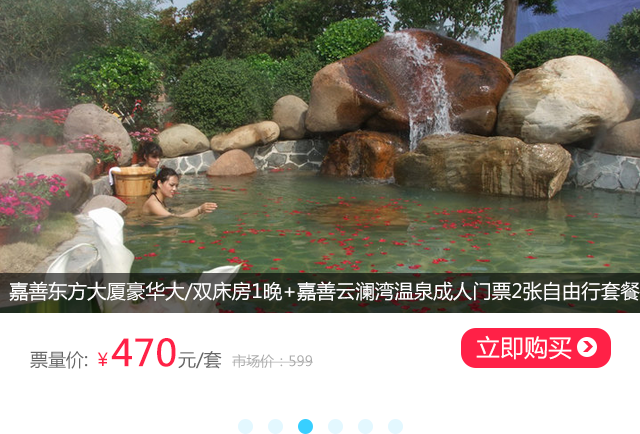 嘉善东方大厦豪华大/双床房1晚+嘉善云澜湾温泉成人门票2张自由行套餐
票量价: ¥470元/套 市场价：599 立即购买